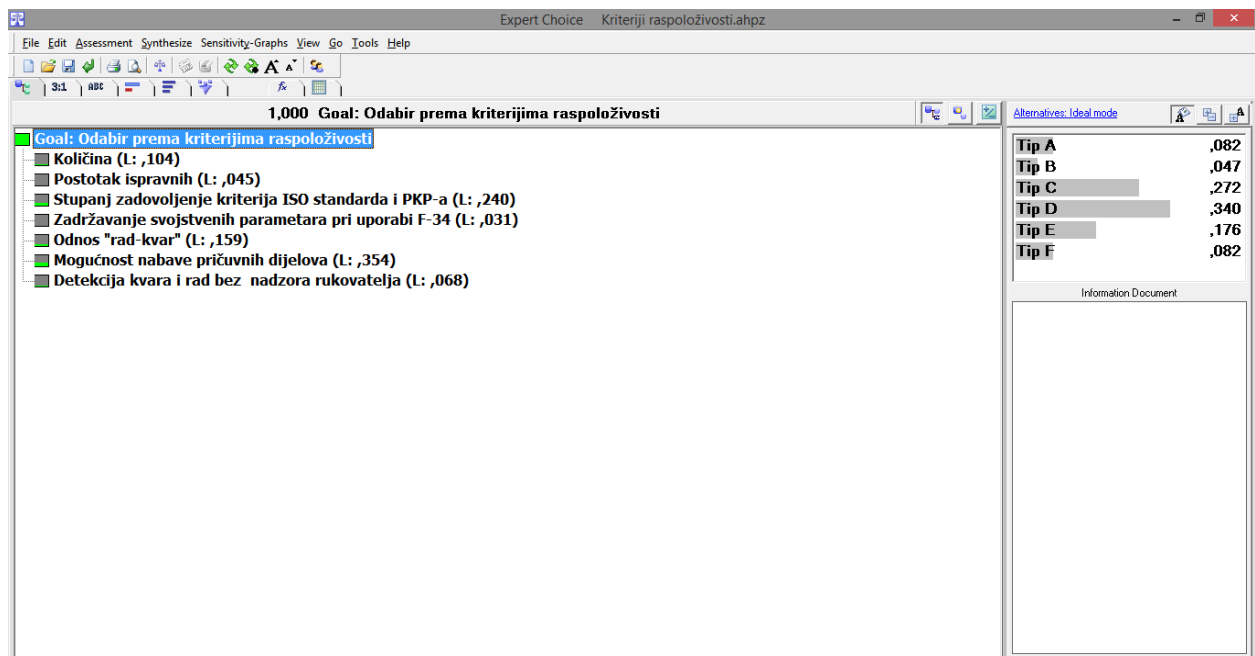 Expert Choice Kriteriji raspoloživosti.ahpz
File Edit Assessment Synthesize Sensitivity-Graphs View Go Tools Help
A A
3:1 ABC fx
1,000 Goal: Odabir prema kriterijima raspoloživosti
Goal: Odabir prema kriterijima raspoloživosti
Količina (L: ,104)
Postotak ispravnih (L: ,045)
Stupanj zadovoljenje kriterija ISO standarda i PKP-a (L: ,240)
Zadržavanje svojstvenih parametara pri uporabi F-34 (L: ,031)
Odnos "rad-kvar" (L: ,159)
Mogućnost nabave pričuvnih dijelova (L: ,354)
Detekcija kvara i rad bez nadzora rukovatelja (L: ,068)
Alternatives: Ideal mode
Tip A ,082
Tip B ,047
Tip C ,272
Tip D ,340
Tip E ,176
Tip F ,082
Information Document